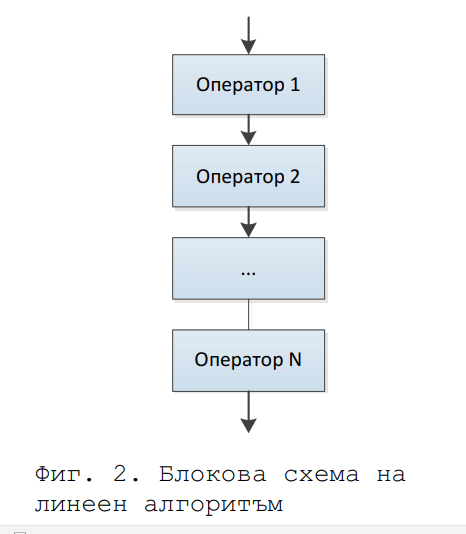 Оператор 1
Оператор 2
...
Оператор N
Фиг. 2. Блокова схема на
линеен алгоритъм